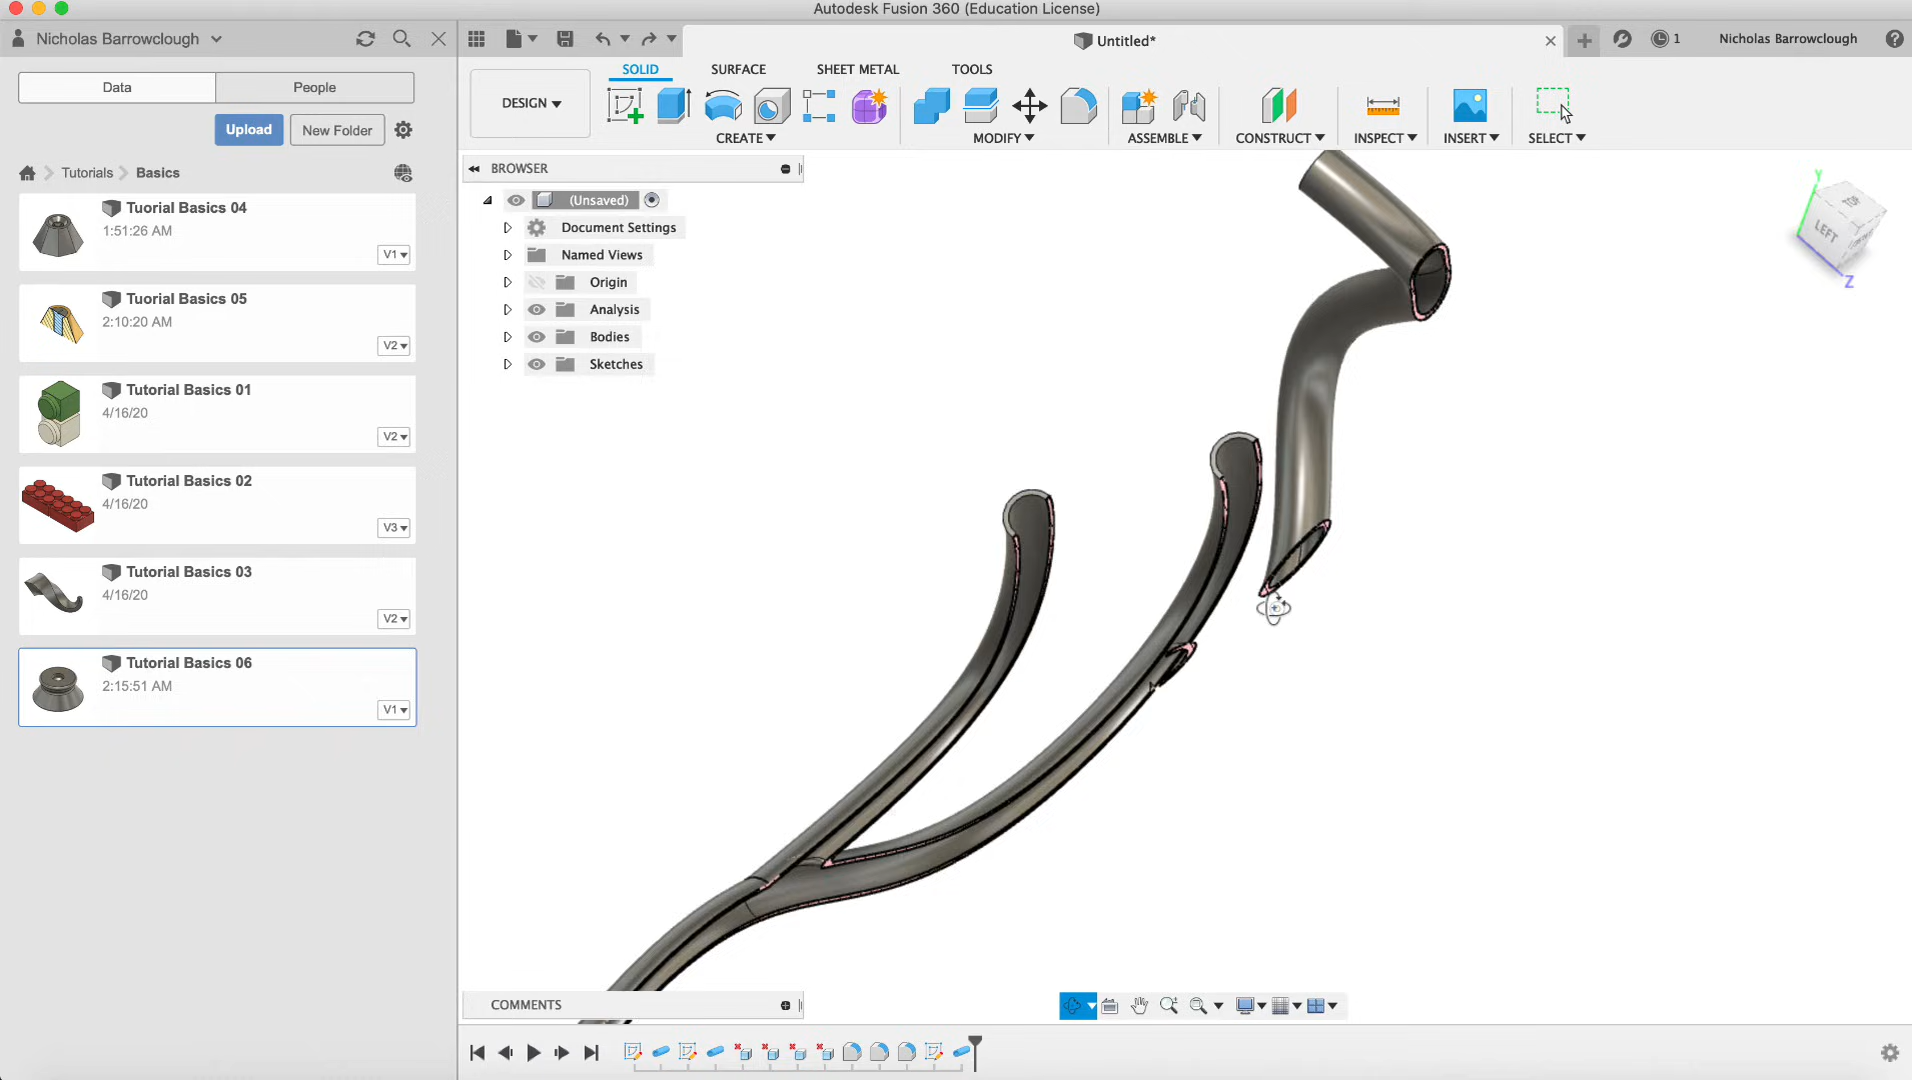 Autodesk Fusion 360 (Education License)
Nicholas Barrowclough
Untitled*
1
Nicholas Barrowclough
Data
People
Upload
New Folder
Tutorials
Basics
Tuorial Basics 04
1:51:26 AM
V1
Tuorial Basics 05
2:10:20 AM
V2
Tutorial Basics 01
4/16/20
V2
Tutorial Basics 02
4/16/20
V3
Tutorial Basics 03
4/16/20
V2
Tutorial Basics 06
2:15:51 AM
V1
DESIGN
SOLID
SURFACE
SHEET METAL
TOOLS
CREATE
MODIFY
ASSEMBLE
CONSTRUCT
INSPECT
INSERT
SELECT
BROWSER
(Unsaved)
Document Settings
Named Views
Origin
Analysis
Bodies
Sketches
Y
TOP
LEFT
Z
COMMENTS